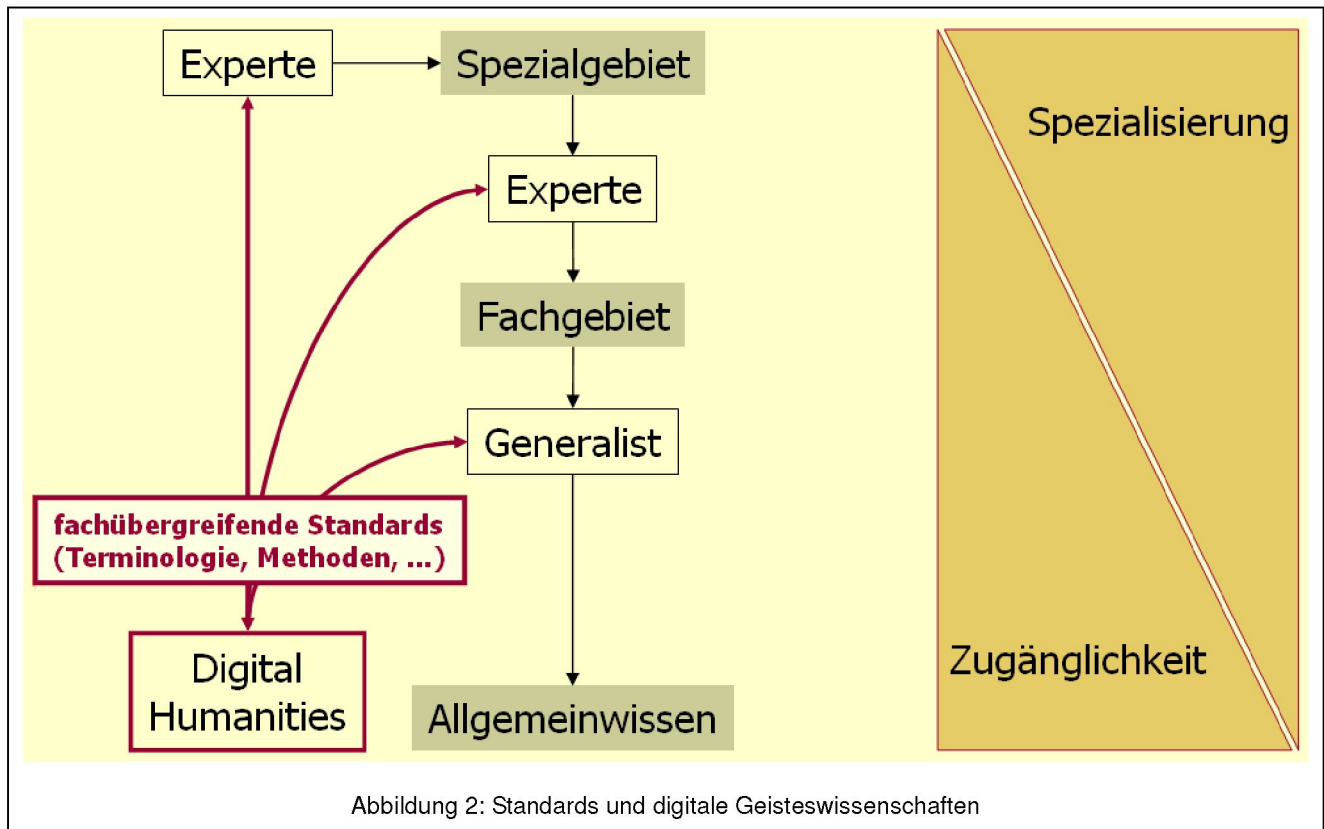 Experte
Spezialgebiet
Spezialisierung
Experte
Fachgebiet
Generalist
fachübergreifende Standards
(Terminologie, Methoden, ...)
Zugänglichkeit
Digital
Humanities
Allgemeinwissen
Abbildung 2: Standards und digitale Geisteswissenschaften